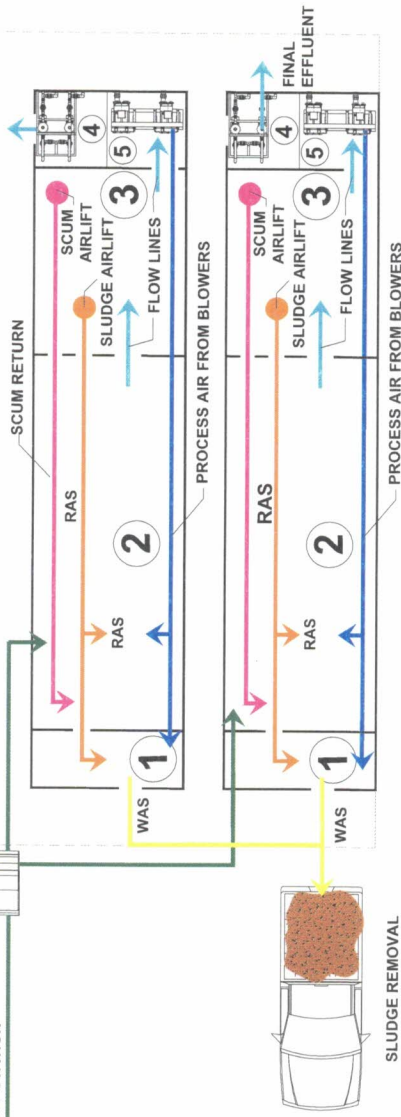 FINAL
EFFLUENT
4
5
3
SCUM
AIRLIFT
SLUDGE AIRLIFT
FLOW LINES
SCUM RETURN
RAS
PROCESS AIR FROM BLOWERS
2
RAS
1
WAS
4
5
3
SCUM
AIRLIFT
SLUDGE AIRLIFT
FLOW LINES
RAS
PROCESS AIR FROM BLOWERS
2
RAS
1
WAS
SLUDGE REMOVAL